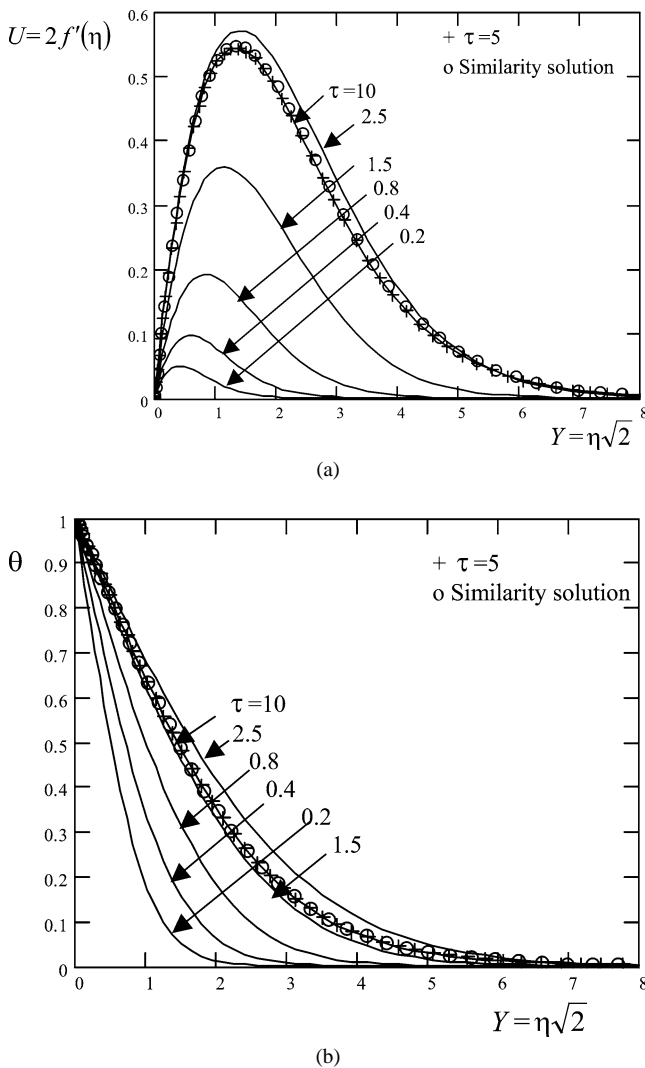 U=2f′(η)
0.6
0.5
0.4
0.3
0.2
0.1
0
+ τ=5
o Similarity solution
τ=10
2.5
1.5
0.8
0.4
0.2
0 1 2 3 4 5 6 7 8
Y=η√2
(a)
θ
1
0.9
0.8
0.7
0.6
0.5
0.4
0.3
0.2
0.1
0
+ τ=5
o Similarity solution
τ=10
2.5
0.8
0.4
0.2
1.5
0 1 2 3 4 5 6 7 8
Y=η√2
(b)